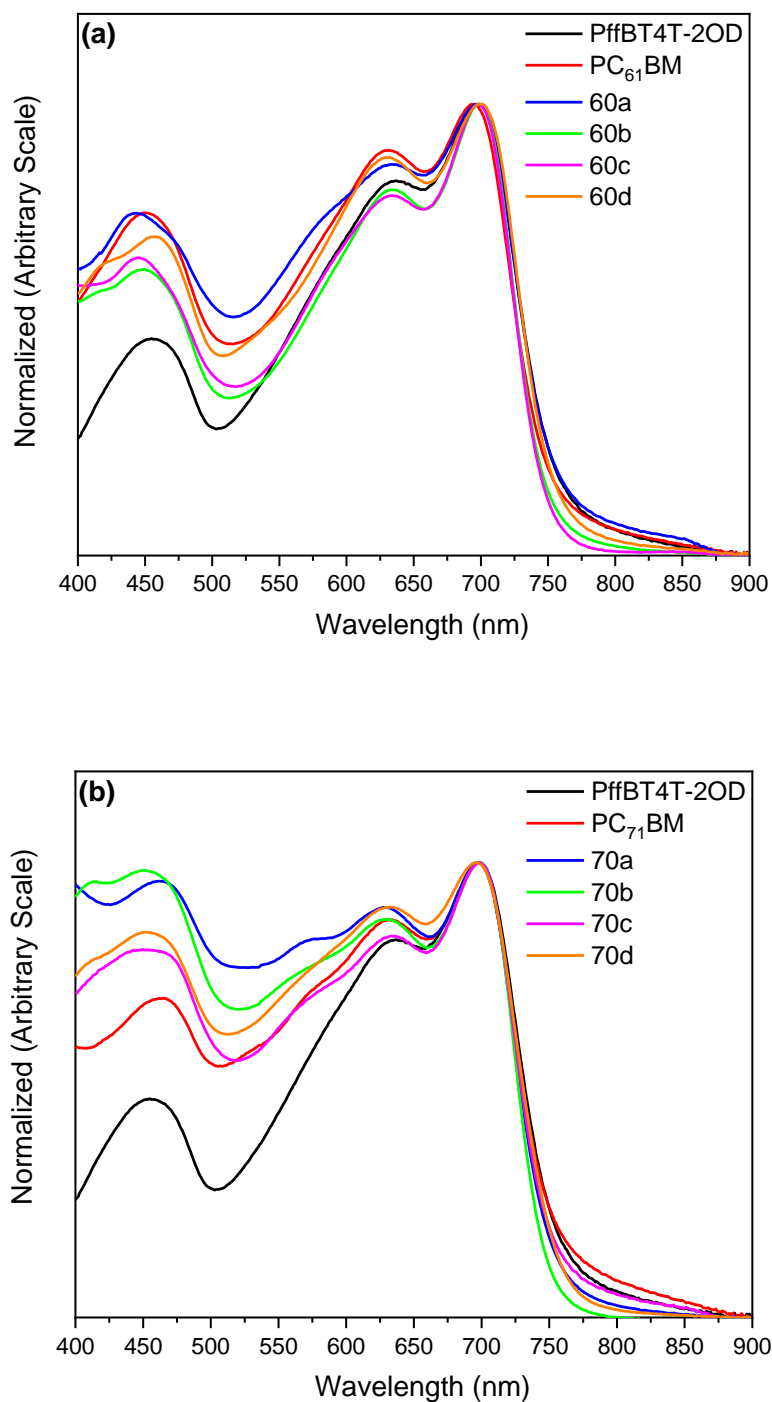 (a)
PffBT4T-2OD
PC61BM
60a
60b
60c
60d
Normalized (Arbitrary Scale)
400 450 500 550 600 650 700 750 800 850 900
Wavelength (nm)
(b)
PffBT4T-2OD
PC71BM
70a
70b
70c
70d
Normalized (Arbitrary Scale)
400 450 500 550 600 650 700 750 800 850 900
Wavelength (nm)